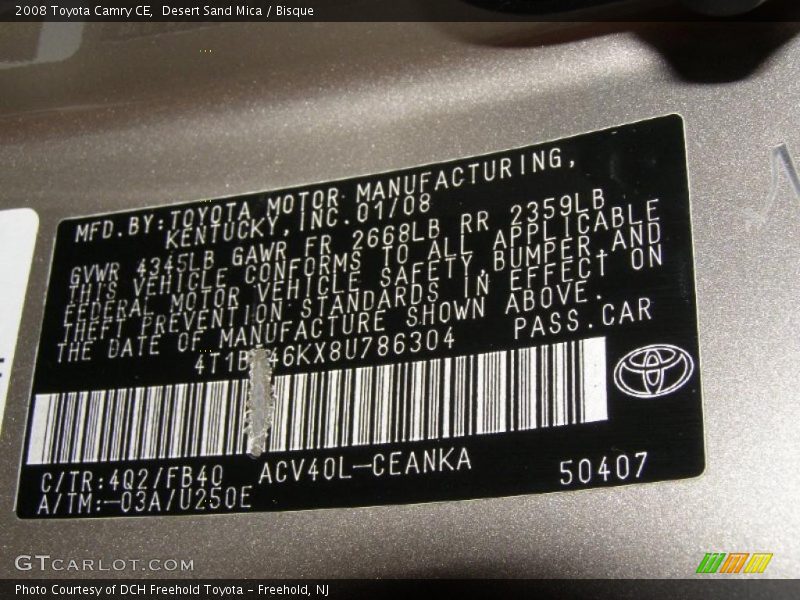 2008 Toyota Camry CE,  Desert Sand Mica / Bisque
MFD.BY:TOYOTA MOTOR MANUFACTURING,
KENTUCKY,INC.01/08
GVWR 4345LB GAWR FR 2668LB RR 2359LB
THIS VEHICLE CONFORMS TO ALL APPLICABLE
FEDERAL MOTOR VEHICLE SAFETY,BUMPER,AND
THEFT PREVENTION STANDARDS IN EFFECT ON
THE DATE OF MANUFACTURE SHOWN ABOVE.
4T1B 46KX8U786304 PASS.CAR
C/TR:4Q2/FB40 ACV40L-CEANKA 50407
A/TM:-03A/U250E
GTCARLOT.COM
Photo Courtesy of DCH Freehold Toyota - Freehold, NJ